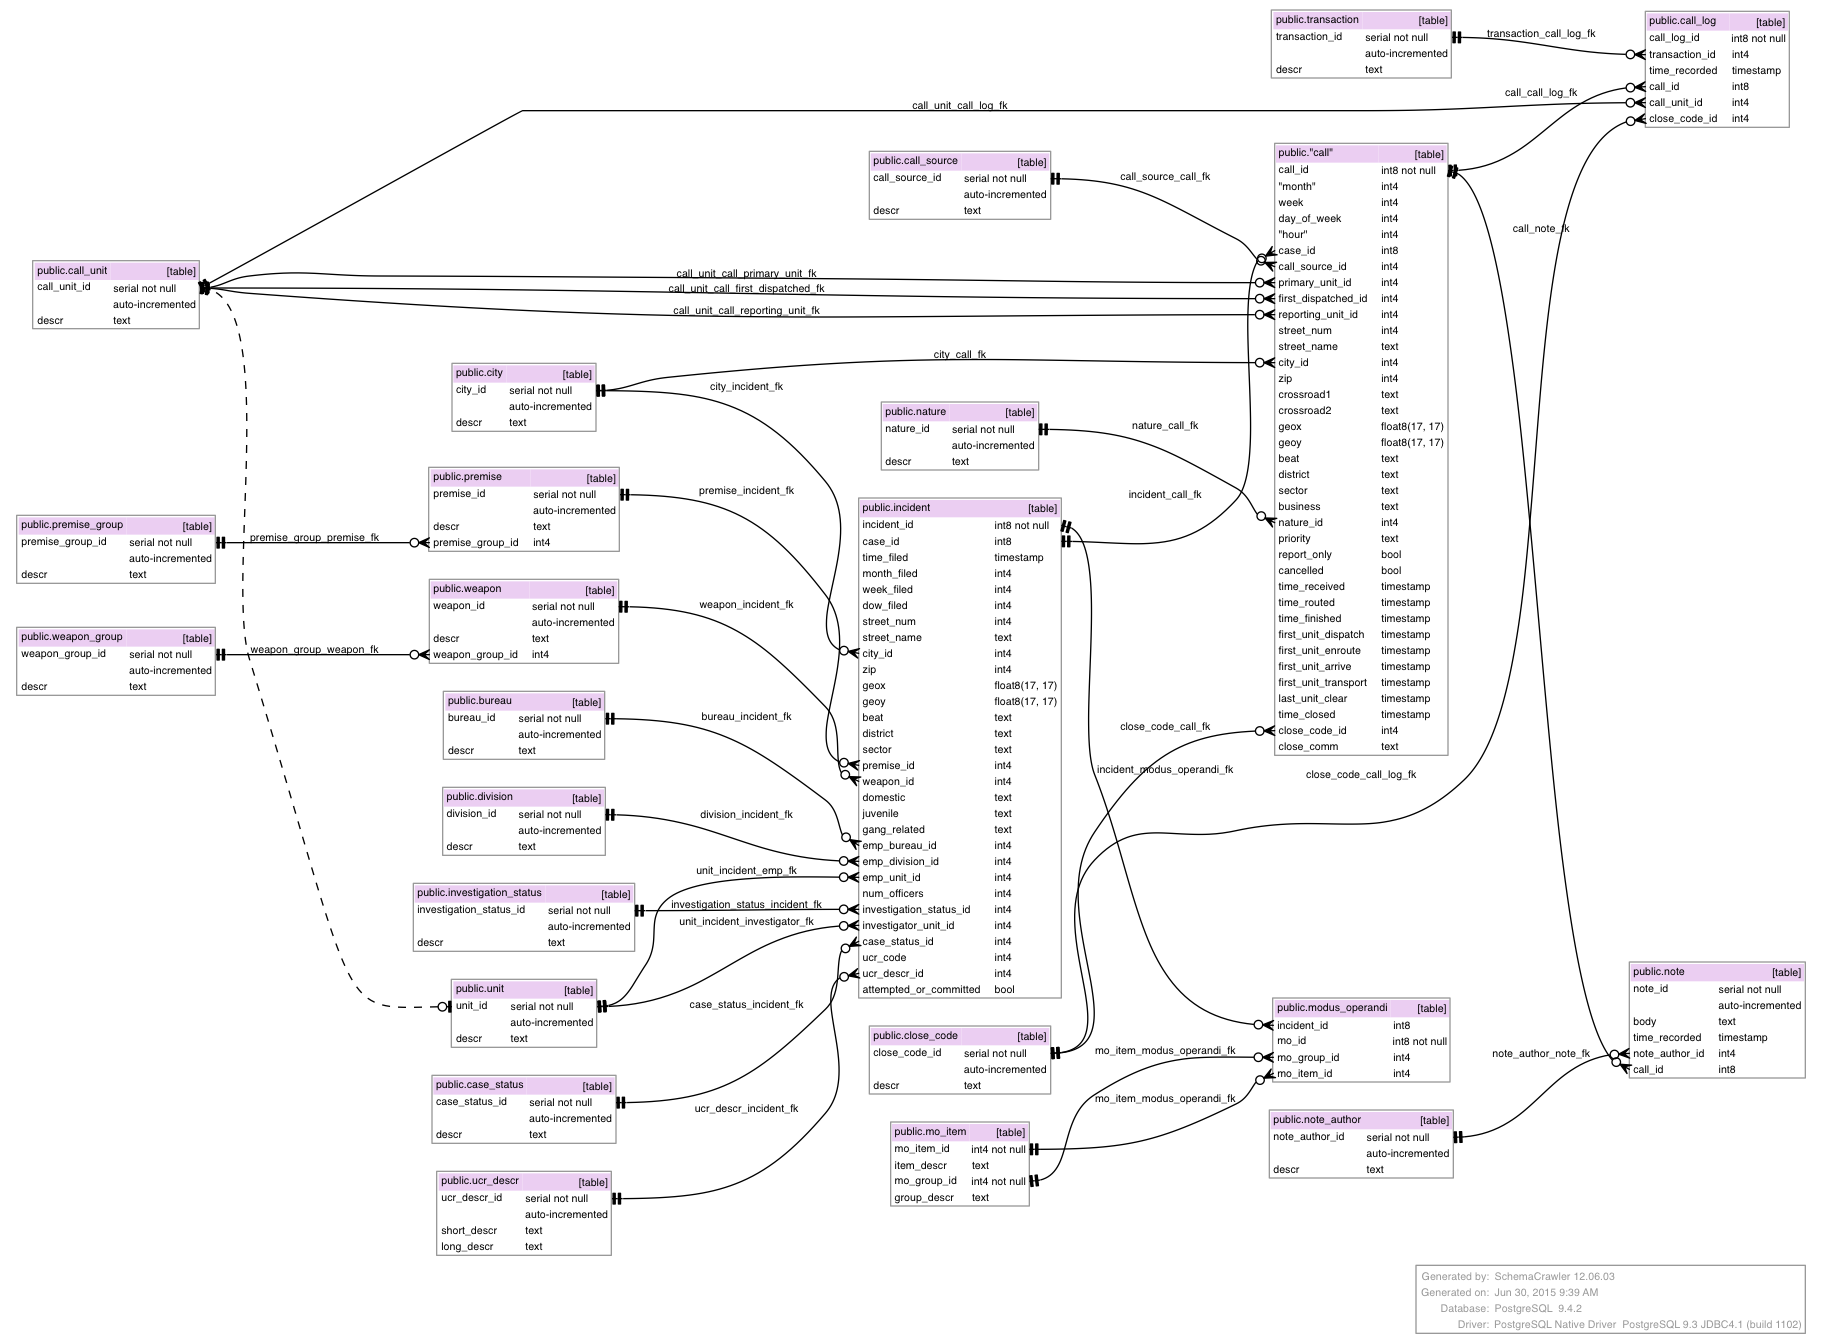 public.transaction [table]
transaction_id serial not null
auto-incremented
descr text
transaction_call_log_fk
public.call_log [table]
call_log_id int8 not null
transaction_id int4
time_recorded timestamp
call_id int8
call_unit_id int4
close_code_id int4
call_call_log_fk
call_unit_call_log_fk
public.call_source [table]
call_source_id serial not null
auto-incremented
descr text
call_source_call_fk
public."call" [table]
call_id int8 not null
"month" int4
week int4
day_of_week int4
"hour" int4
case_id int8
call_source_id int4
primary_unit_id int4
first_dispatched_id int4
reporting_unit_id int4
street_num int4
street_name text
city_id int4
zip int4
crossroad1 text
crossroad2 text
geox float8(17, 17)
geoy float8(17, 17)
beat text
district text
sector text
business text
nature_id int4
priority text
report_only bool
cancelled bool
time_received timestamp
time_routed timestamp
time_finished timestamp
first_unit_dispatch timestamp
first_unit_enroute timestamp
first_unit_arrive timestamp
first_unit_transport timestamp
last_unit_clear timestamp
time_closed timestamp
close_code_id int4
close_comm text
call_note_fk
public.call_unit [table]
call_unit_id serial not null
auto-incremented
descr text
call_unit_call_primary_unit_fk
call_unit_call_first_dispatched_fk
call_unit_call_reporting_unit_fk
city_call_fk
public.city [table]
city_id serial not null
auto-incremented
descr text
city_incident_fk
public.nature [table]
nature_id serial not null
auto-incremented
descr text
nature_call_fk
public.premise [table]
premise_id serial not null
auto-incremented
descr text
premise_group_id int4
premise_incident_fk
incident_call_fk
public.premise_group [table]
premise_group_id serial not null
auto-incremented
descr text
premise_group_premise_fk
public.incident [table]
incident_id int8 not null
case_id int8
time_filed timestamp
month_filed int4
week_filed int4
dow_filed int4
street_num int4
street_name text
city_id int4
zip int4
geox float8(17, 17)
geoy float8(17, 17)
beat text
district text
sector text
premise_id int4
weapon_id int4
domestic text
juvenile text
gang_related text
emp_bureau_id int4
emp_division_id int4
emp_unit_id int4
num_officers int4
investigation_status_id int4
investigator_unit_id int4
case_status_id int4
ucr_code int4
ucr_descr_id int4
attempted_or_committed bool
public.weapon [table]
weapon_id serial not null
auto-incremented
descr text
weapon_group_id int4
weapon_incident_fk
public.weapon_group [table]
weapon_group_id serial not null
auto-incremented
descr text
weapon_group_weapon_fk
public.bureau [table]
bureau_id serial not null
auto-incremented
descr text
bureau_incident_fk
close_code_call_fk
incident_modus_operandi_fk
close_code_call_log_fk
public.division [table]
division_id serial not null
auto-incremented
descr text
division_incident_fk
unit_incident_emp_fk
public.investigation_status [table]
investigation_status_id serial not null
auto-incremented
descr text
investigation_status_incident_fk
unit_incident_investigator_fk
public.unit [table]
unit_id serial not null
auto-incremented
descr text
case_status_incident_fk
public.close_code [table]
close_code_id serial not null
auto-incremented
descr text
public.modus_operandi [table]
incident_id int8
mo_id int8 not null
mo_group_id int4
mo_item_id int4
mo_item_modus_operandi_fk
mo_item_modus_operandi_fk
public.note [table]
note_id serial not null
auto-incremented
body text
time_recorded timestamp
note_author_id int4
call_id int8
note_author_note_fk
public.case_status [table]
case_status_id serial not null
auto-incremented
descr text
ucr_descr_incident_fk
public.mo_item [table]
mo_item_id int4 not null
item_descr text
mo_group_id int4 not null
group_descr text
public.note_author [table]
note_author_id serial not null
auto-incremented
descr text
public.ucr_descr [table]
ucr_descr_id serial not null
auto-incremented
short_descr text
long_descr text
Generated by: SchemaCrawler 12.06.03
Generated on: Jun 30, 2015 9:39 AM
Database: PostgreSQL 9.4.2
Driver: PostgreSQL Native Driver PostgreSQL 9.3 JDBC4.1 (build 1102)